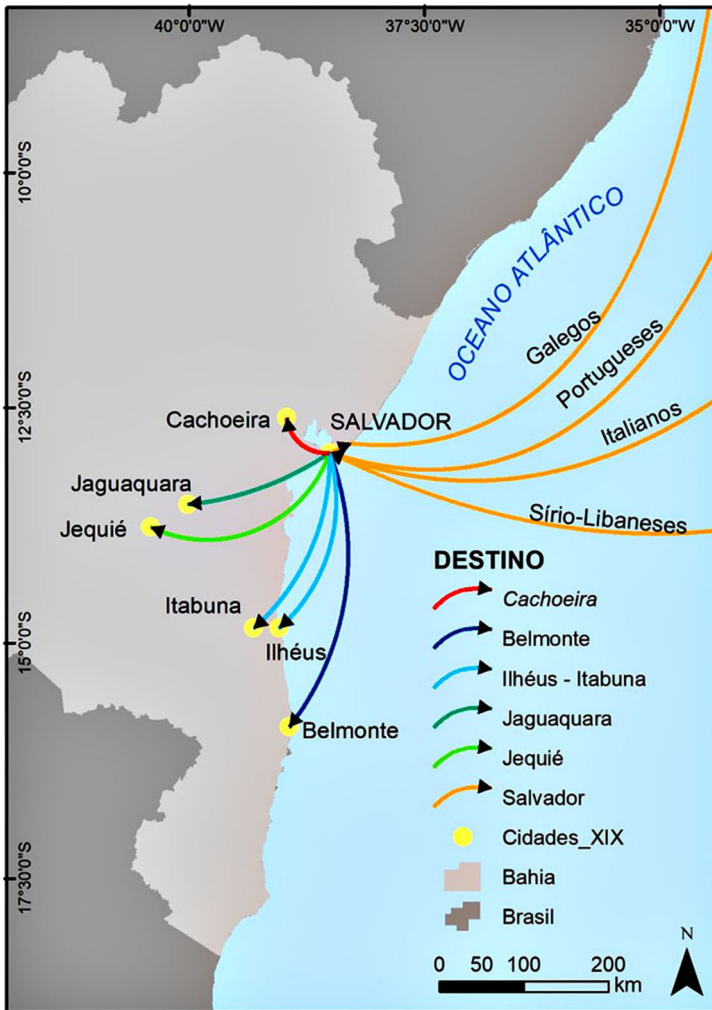 40°0'0"W
37°30'0"W
35°0'0"W
10°0'0"S
12°30'0"S
15°0'0"S
17°30'0"S
OCEANO ATLÂNTICO
Galegos
Portugueses
Italianos
Sírio-Libaneses
Cachoeira
SALVADOR
Jaguaquara
Jequié
Itabuna
Ilhéus
Belmonte
DESTINO
Cachoeira
Belmonte
Ilhéus - Itabuna
Jaguaquara
Jequié
Salvador
Cidades_XIX
Bahia
Brasil
N
0 50 100 200
km